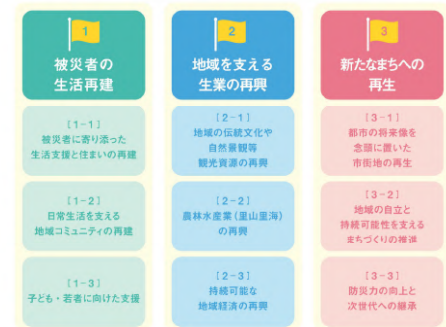 1
被災者の
生活再建
[1-1]
被災者に寄り添った
生活支援と住まいの再建
[1-2]
日常生活を支える
地域コミュニティの再建
[1-3]
子ども・若者に向けた支援
2
地域を支える
生業の再興
[2-1]
地域の伝統文化や
自然景観等
観光資源の再興
[2-2]
農林水産業(里山里海)
の再興
[2-3]
持続可能な
地域経済の再興
3
新たなまちへの
再生
[3-1]
都市の将来像を
念頭に置いた
市街地の再生
[3-2]
地域の自立と
持続可能性を支える
まちづくりの推進
[3-3]
防災力の向上と
次世代への継承